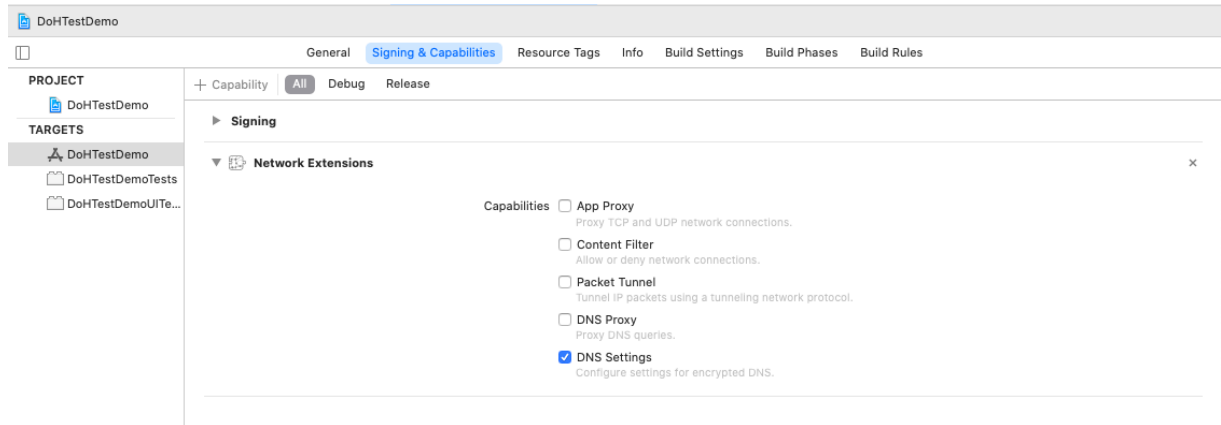 DoHTestDemo
General Signing & Capabilities Resource Tags Info Build Settings Build Phases Build Rules
PROJECT
DoHTestDemo
TARGETS
DoHTestDemo
DoHTestDemoTests
DoHTestDemoUITe...
+ Capability All Debug Release
Signing
Network Extensions
Capabilities App Proxy
Proxy TCP and UDP network connections.
Content Filter
Allow or deny network connections.
Packet Tunnel
Tunnel IP packets using a tunneling network protocol.
DNS Proxy
Proxy DNS queries.
DNS Settings
Configure settings for encrypted DNS.